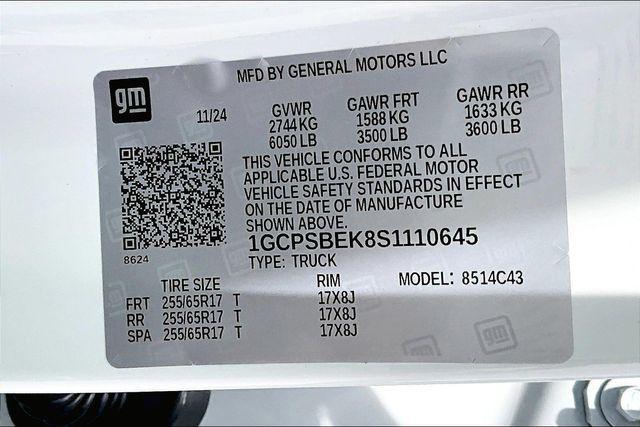 MFD BY GENERAL MOTORS LLC
gm
11/24
GVWR GAWR FRT GAWR RR
2744 KG 1588 KG 1633 KG
6050 LB 3500 LB 3600 LB
THIS VEHICLE CONFORMS TO ALL
APPLICABLE U.S. FEDERAL MOTOR
VEHICLE SAFETY STANDARDS IN EFFECT
ON THE DATE OF MANUFACTURE
SHOWN ABOVE.
8624
1GCPSBEK8S1110645
TYPE: TRUCK
TIRE SIZE RIM MODEL: 8514C43
FRT 255/65R17 T 17X8J
RR 255/65R17 T 17X8J
SPA 255/65R17 T 17X8J